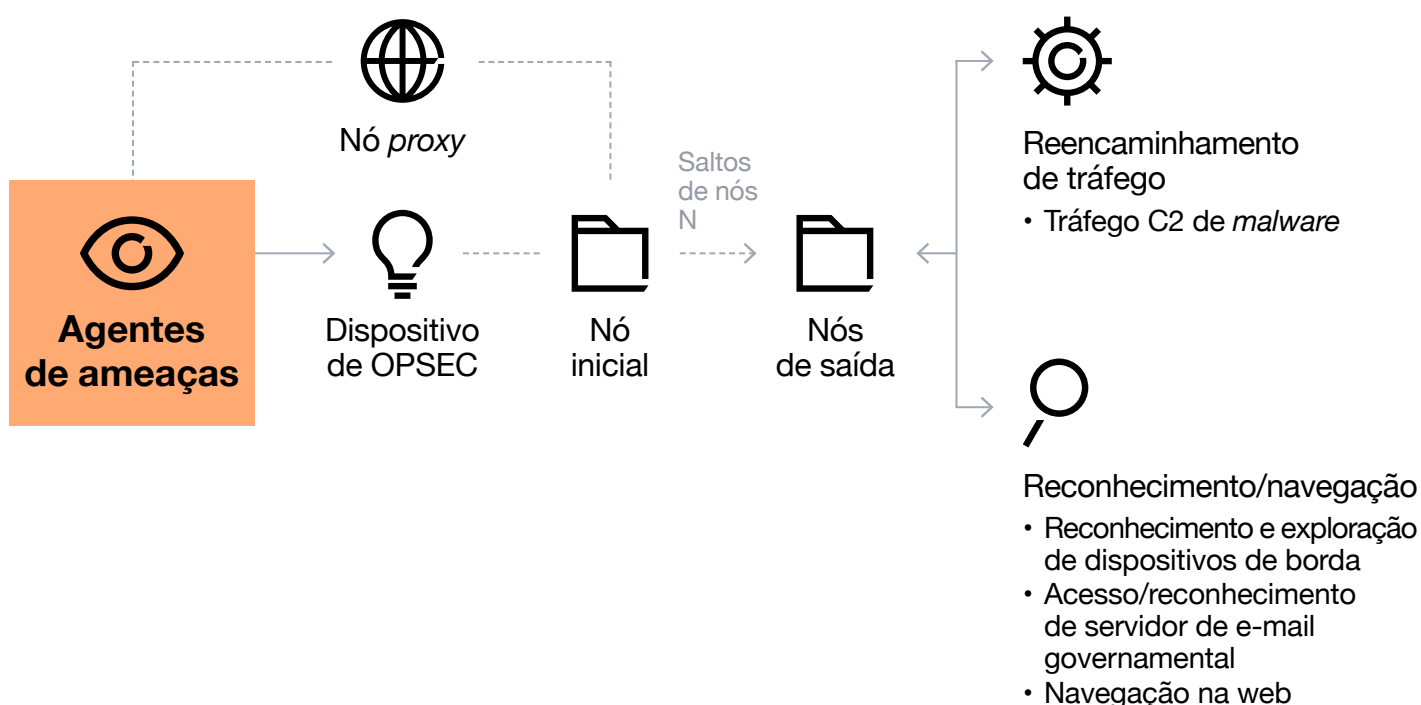 Nó proxy
Saltos
de nós
N
Agentes
de ameaças
Dispositivo
de OPSEC
Nó
inicial
Nós
de saída
Reencaminhamento
de tráfego
• Tráfego C2 de malware
Reconhecimento/navegação
• Reconhecimento e exploração
de dispositivos de borda
• Acesso/reconhecimento
de servidor de e-mail
governamental
• Navegação na web